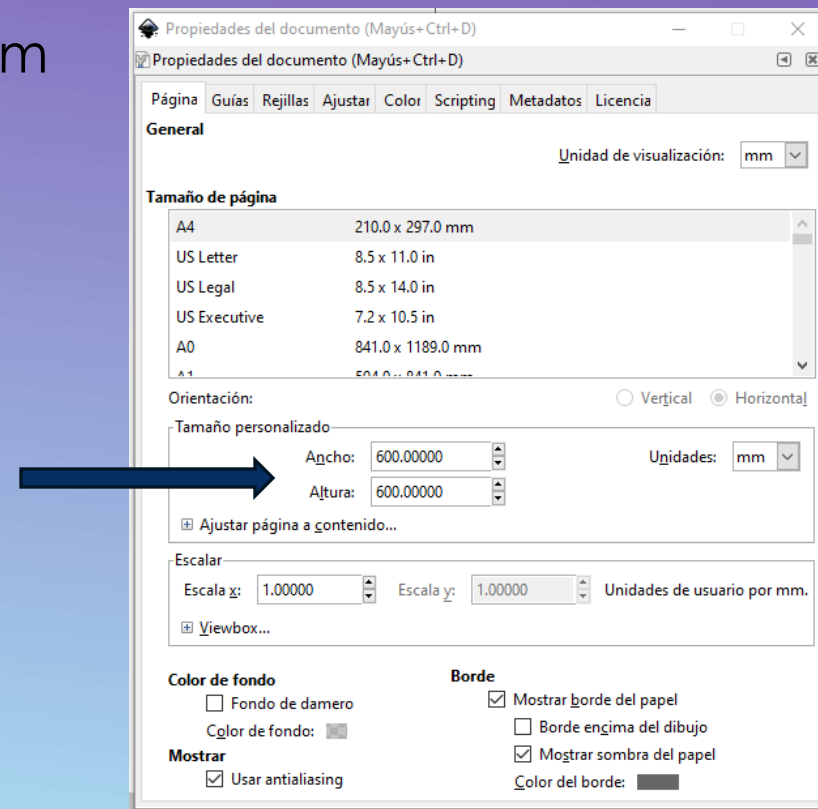 m
Propiedades del documento (Mayús+Ctrl+D)
Propiedades del documento (Mayús+Ctrl+D)
Página Guías Rejillas Ajustar Color Scripting Metadatos Licencia
General
Unidad de visualización: mm
Tamaño de página
A4 210.0 x 297.0 mm
US Letter 8.5 x 11.0 in
US Legal 8.5 x 14.0 in
US Executive 7.2 x 10.5 in
A0 841.0 x 1189.0 mm
A1 594.0 x 841.0 mm
Orientación: Vertical Horizontal
Tamaño personalizado
Ancho: 600.00000 Unidades: mm
Altura: 600.00000
Ajustar página a contenido...
Escalar
Escala x: 1.00000 Escala y: 1.00000 Unidades de usuario por mm.
Viewbox...
Color de fondo Borde
Fondo de damero Mostrar borde del papel
Color de fondo: Borde encima del dibujo
Mostrar Mostrar sombra del papel
Usar antialiasing Color del borde: